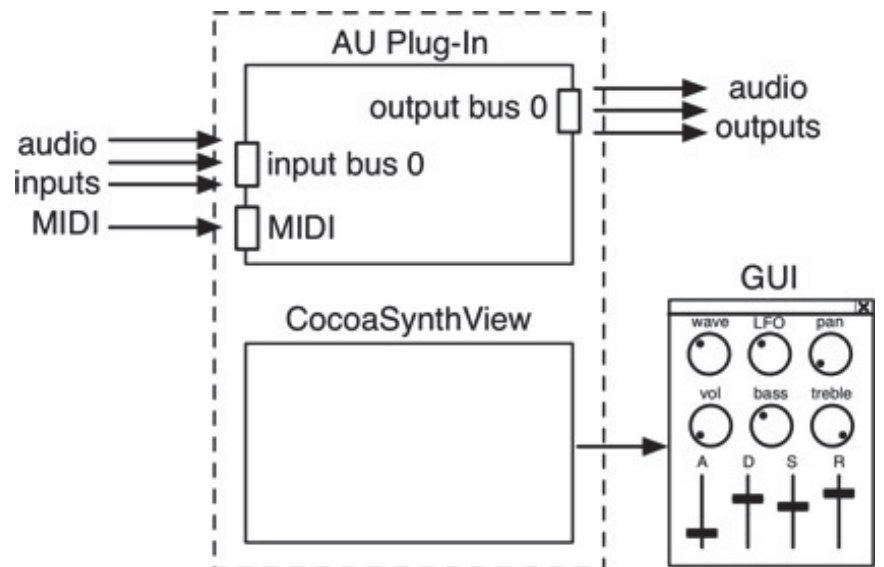 AU Plug-In
output bus 0
audio
outputs
audio
inputs
input bus 0
MIDI
MIDI
CocoaSynthView
GUI
X
wave LFO pan
vol bass treble
A D S R